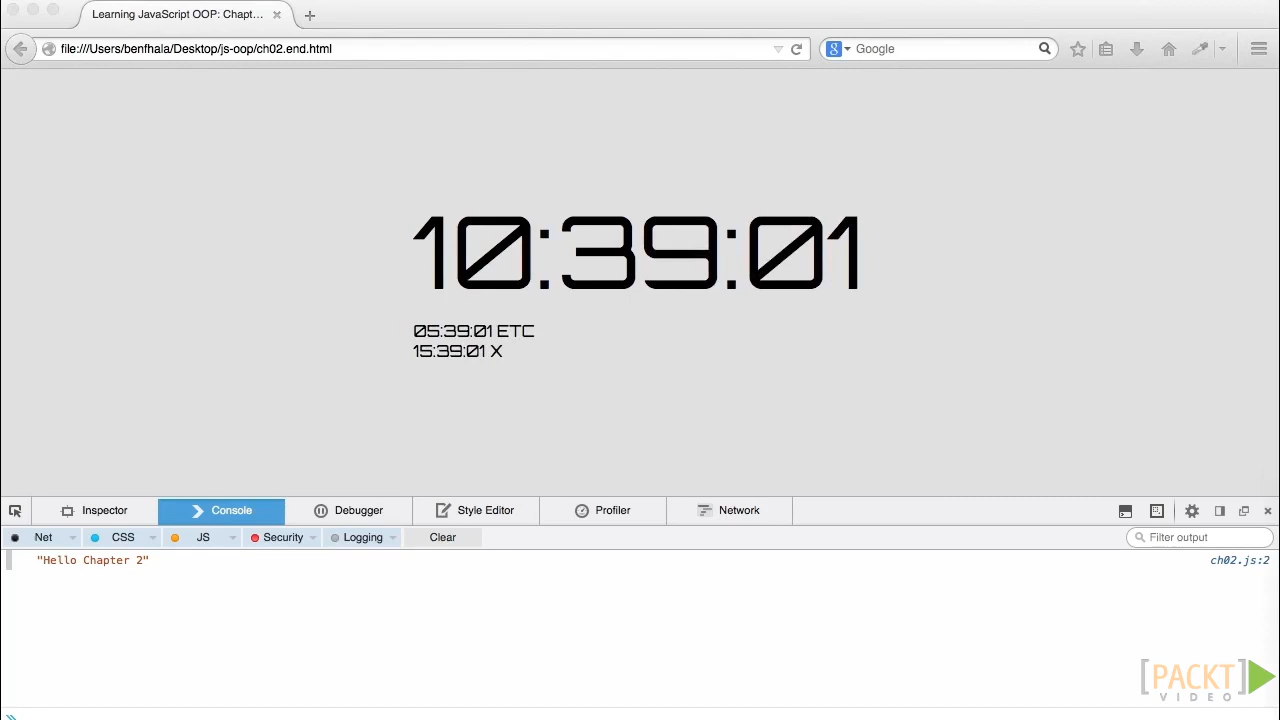 Learning JavaScript OOP: Chapt...
file:///Users/benfhala/Desktop/js-oop/ch02.end.html
Google
10:39:01
05:39:01 ETC
15:39:01 X
Inspector Console Debugger Style Editor Profiler Network
Net CSS JS Security Logging Clear Filter output
"Hello Chapter 2" ch02.js:2
[PACKT]
VIDEO